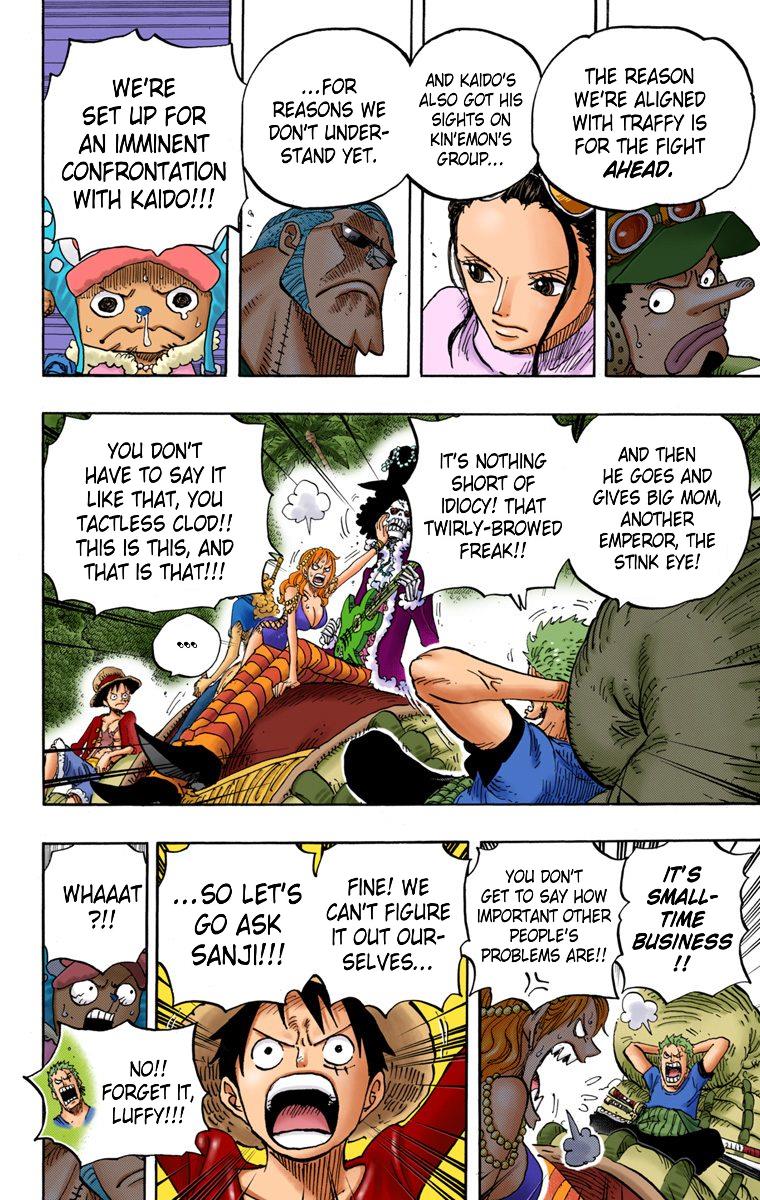 THE REASON
WE'RE ALIGNED
WITH TRAFFY IS
FOR THE FIGHT
AHEAD.
AND KAIDO'S
ALSO GOT HIS
SIGHTS ON
KIN'EMON'S
GROUP...
...FOR
REASONS WE
DON'T UNDER-
STAND YET.
WE'RE
SET UP FOR
AN IMMINENT
CONFRONTATION
WITH KAIDO!!!
AND THEN
HE GOES AND
GIVES BIG MOM,
ANOTHER
EMPEROR, THE
STINK EYE!
IT'S NOTHING
SHORT OF
IDIOCY! THAT
TWIRLY-BROWED
FREAK!!
YOU DON'T
HAVE TO SAY IT
LIKE THAT, YOU
TACTLESS CLOD!!
THIS IS THIS, AND
THAT IS THAT!!!
...
IT'S
SMALL-
TIME
BUSINESS
!!
YOU DON'T
GET TO SAY HOW
IMPORTANT OTHER
PEOPLE'S
PROBLEMS ARE!!
FINE! WE
CAN'T FIGURE
IT OUT OUR-
SELVES...
...SO LET'S
GO ASK
SANJI!!!
WHAAAT
?!!
NO!!
FORGET IT,
LUFFY!!!